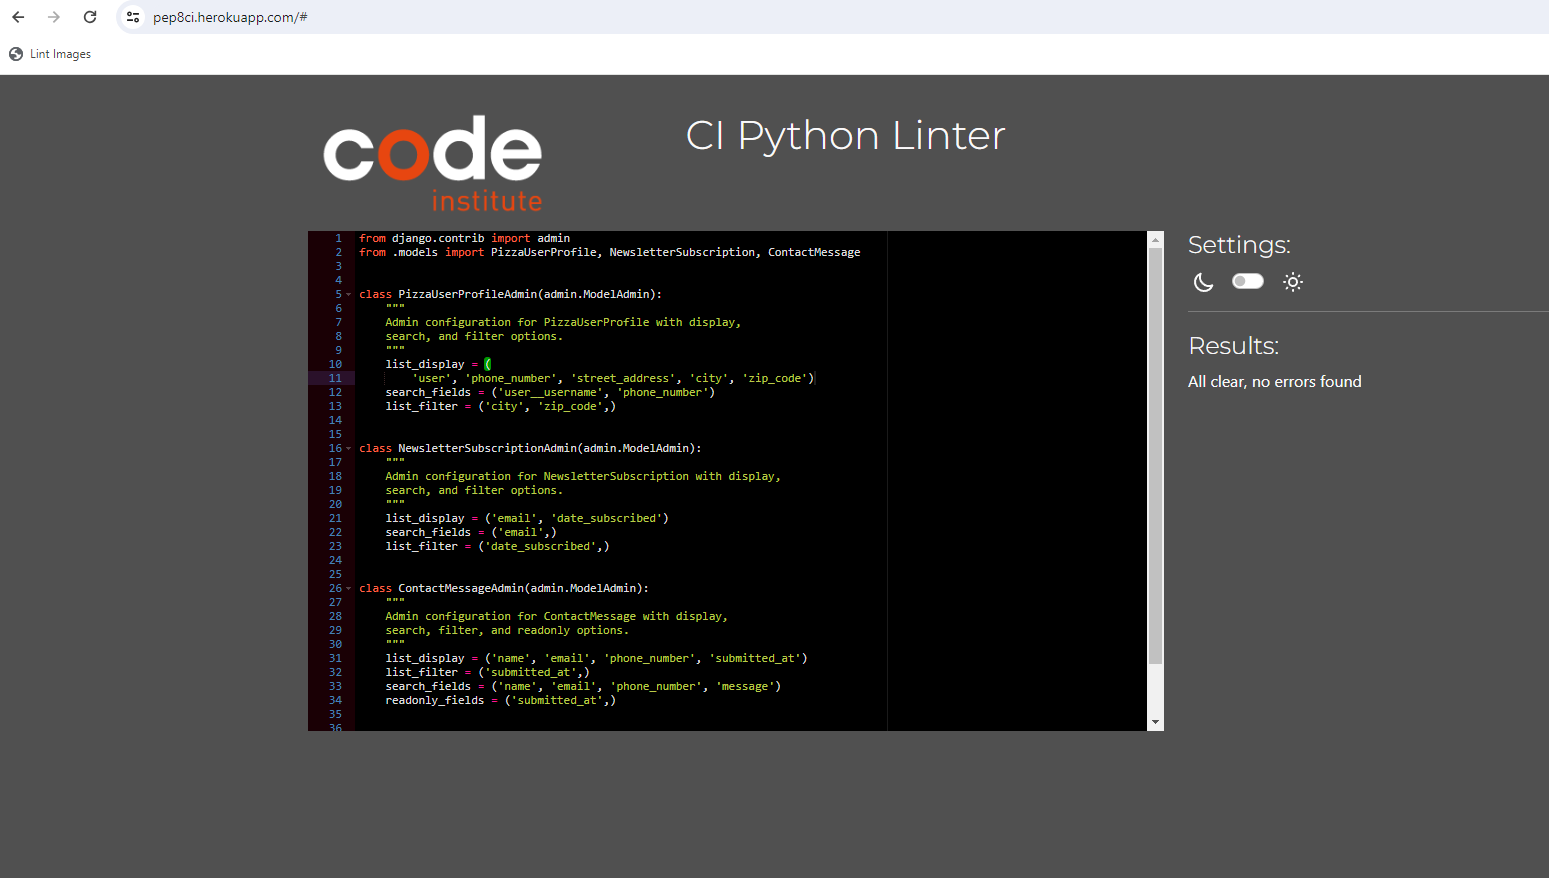 pep8ci.herokuapp.com/#
Lint Images
code
institute
CI Python Linter
1 from django.contrib import admin
2 from .models import PizzaUserProfile, NewsletterSubscription, ContactMessage
3
4
5 class PizzaUserProfileAdmin(admin.ModelAdmin):
6     """
7     Admin configuration for PizzaUserProfile with display,
8     search, and filter options.
9     """
10     list_display = (
11         'user', 'phone_number', 'street_address', 'city', 'zip_code')
12     search_fields = ('user__username', 'phone_number')
13     list_filter = ('city', 'zip_code',)
14
15
16 class NewsletterSubscriptionAdmin(admin.ModelAdmin):
17     """
18     Admin configuration for NewsletterSubscription with display,
19     search, and filter options.
20     """
21     list_display = ('email', 'date_subscribed')
22     search_fields = ('email',)
23     list_filter = ('date_subscribed',)
24
25
26 class ContactMessageAdmin(admin.ModelAdmin):
27     """
28     Admin configuration for ContactMessage with display,
29     search, filter, and readonly options.
30     """
31     list_display = ('name', 'email', 'phone_number', 'submitted_at')
32     list_filter = ('submitted_at',)
33     search_fields = ('name', 'email', 'phone_number', 'message')
34     readonly_fields = ('submitted_at',)
35
36
Settings:
Results:
All clear, no errors found